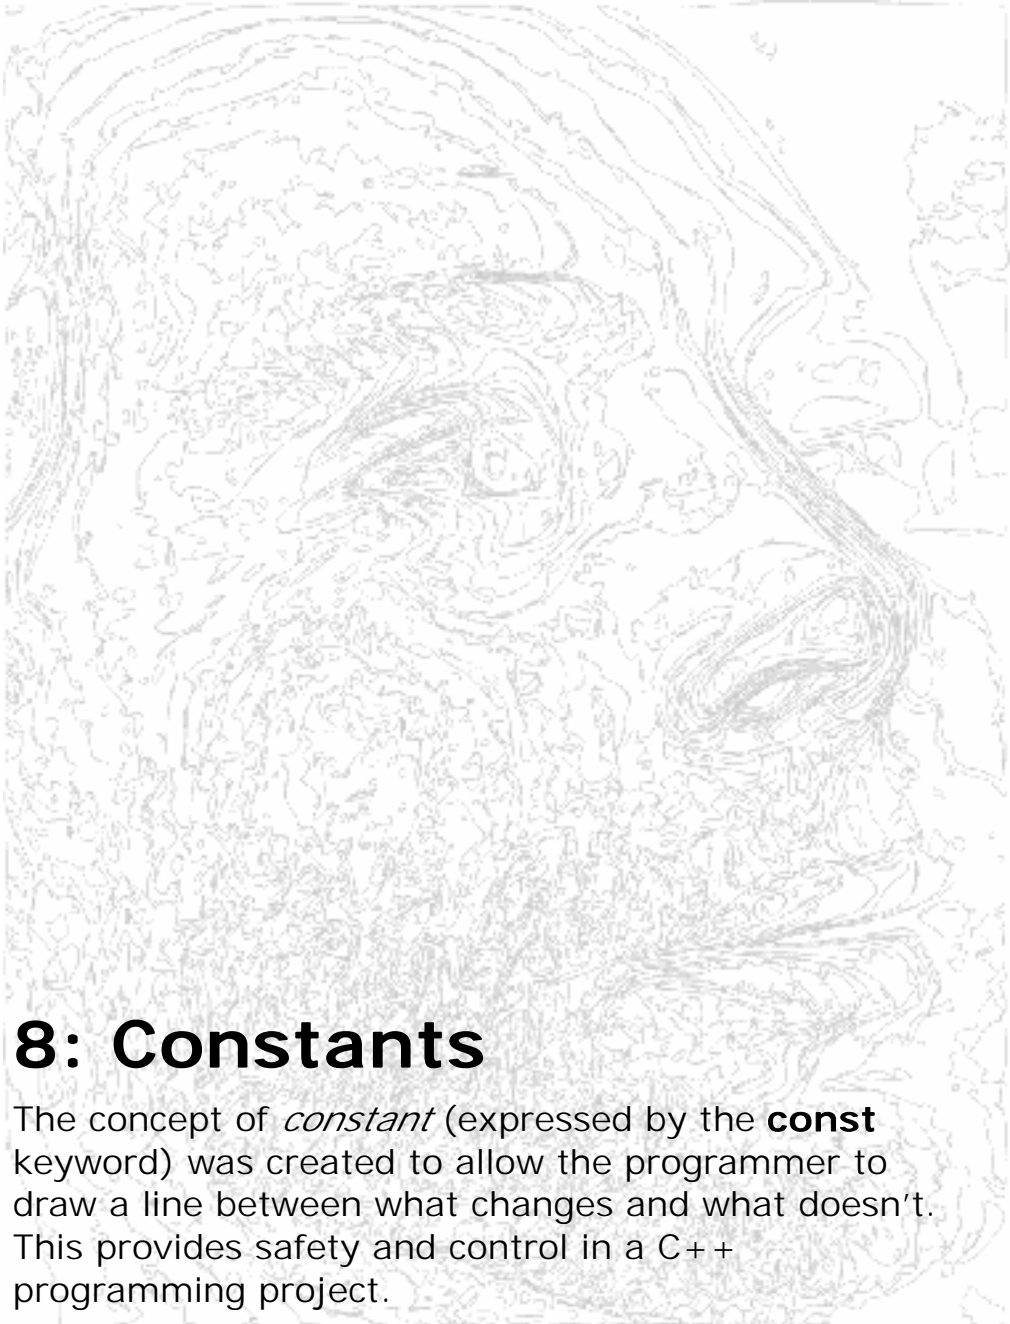 8: Constants
The concept of constant (expressed by the const
keyword) was created to allow the programmer to
draw a line between what changes and what doesn't.
This provides safety and control in a C++
programming project.